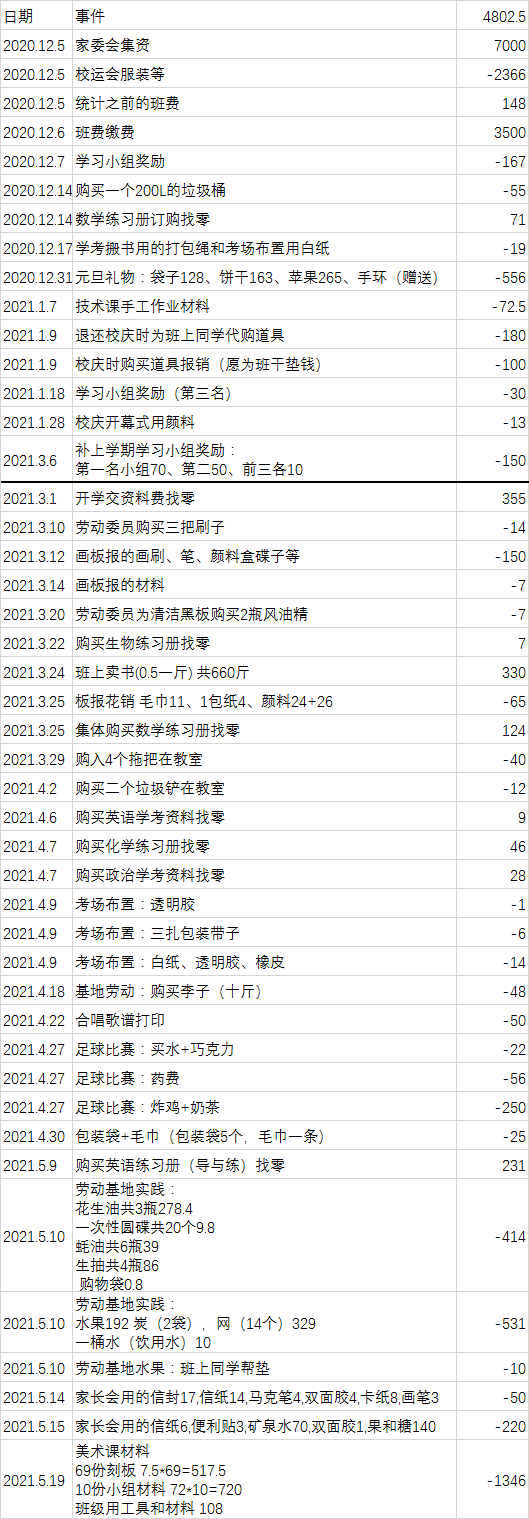 日期 事件 4802.5
2020.12.5 家委会集资 7000
2020.12.5 校运会服装等 -2366
2020.12.5 统计之前的班费 148
2020.12.6 班费缴费 3500
2020.12.7 学习小组奖励 -167
2020.12.14 购买一个200L的垃圾桶 -55
2020.12.14 数学练习册订购找零 71
2020.12.17 学考搬书用的打包绳和考场布置用白纸 -19
2020.12.31 元旦礼物：袋子128、饼干163、苹果265、手环（赠送） -556
2021.1.7 技术课手工作业材料 -72.5
2021.1.9 退还校庆时为班上同学代购道具 -180
2021.1.9 校庆时购买道具报销（愿为班干垫钱） -100
2021.1.18 学习小组奖励（第三名） -30
2021.1.28 校庆开幕式用颜料 -13
2021.3.6 补上学期学习小组奖励： -150
第一名小组70、第二50、前三各10
2021.3.1 开学交资料费找零 355
2021.3.10 劳动委员购买三把刷子 -14
2021.3.12 画板报的画刷、笔、颜料盒碟子等 -150
2021.3.14 画板报的材料 -7
2021.3.20 劳动委员为清洁黑板购买2瓶风油精 -7
2021.3.22 购买生物练习册找零 7
2021.3.24 班上卖书(0.5一斤) 共660斤 330
2021.3.25 板报花销 毛巾11、1包纸4、颜料24+26 -65
2021.3.25 集体购买数学练习册找零 124
2021.3.29 购入4个拖把在教室 -40
2021.4.2 购买二个垃圾铲在教室 -12
2021.4.6 购买英语学考资料找零 9
2021.4.7 购买化学练习册找零 46
2021.4.7 购买政治学考资料找零 28
2021.4.9 考场布置：透明胶 -1
2021.4.9 考场布置：三扎包装带子 -6
2021.4.9 考场布置：白纸、透明胶、橡皮 -14
2021.4.18 基地劳动：购买李子（十斤） -48
2021.4.22 合唱歌谱打印 -50
2021.4.27 足球比赛：买水+巧克力 -22
2021.4.27 足球比赛：药费 -56
2021.4.27 足球比赛：炸鸡+奶茶 -250
2021.4.30 包装袋+毛巾（包装袋5个，毛巾一条） -25
2021.5.9 购买英语练习册（导与练）找零 231
劳动基地实践：
花生油共3瓶278.4
一次性圆碟共20个9.8
2021.5.10 蚝油共6瓶39 -414
生抽共4瓶86
购物袋0.8
劳动基地实践：
2021.5.10 水果192 炭（2袋），网（14个）329 -531
一桶水（饮用水）10
2021.5.10 劳动基地水果：班上同学帮垫 -10
2021.5.14 家长会用的信封17,信纸14,马克笔4,双面胶4,卡纸8,画笔3 -50
2021.5.15 家长会用的信纸6,便利贴3,矿泉水70,双面胶1,果和糖140 -220
美术课材料
69份刻板 7.5*69=517.5
2021.5.19 10份小组材料 72*10=720 -1346
班级用工具和材料 108